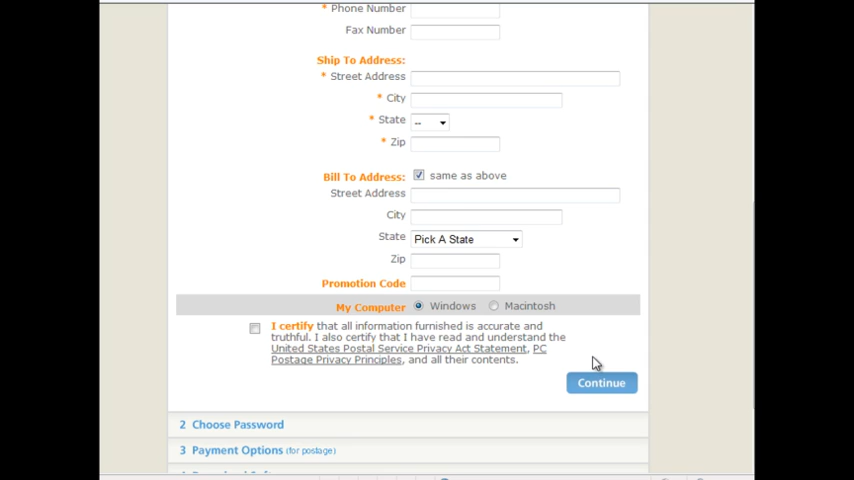 * Phone Number
Fax Number
Ship To Address:
* Street Address
* City
* State --
* Zip
Bill To Address: same as above
Street Address
City
State Pick A State
Zip
Promotion Code
My Computer Windows Macintosh
I certify that all information furnished is accurate and
truthful. I also certify that I have read and understand the
United States Postal Service Privacy Act Statement, PC
Postage Privacy Principles, and all their contents.
Continue
2 Choose Password
3 Payment Options (for postage)